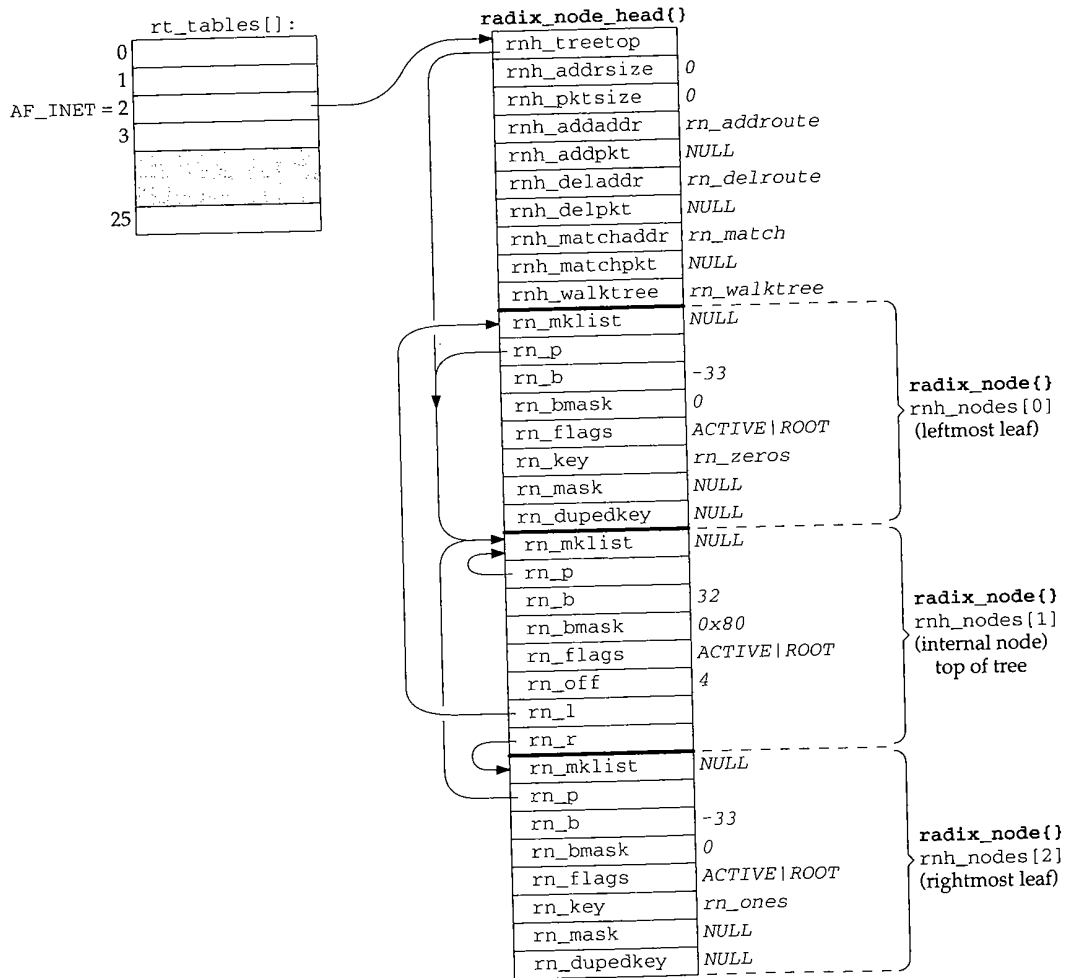 rt_tables[]:
0
1
AF_INET = 2
3
25
radix_node_head{}
rnh_treetop
rnh_addrsize 0
rnh_pktsize 0
rnh_addaddr rn_addroute
rnh_addpkt NULL
rnh_deladdr rn_delroute
rnh_delpkt NULL
rnh_matchaddr rn_match
rnh_matchpkt NULL
rnh_walktree rn_walktree
rn_mklist NULL
rn_p
rn_b -33
rn_bmask 0
rn_flags ACTIVE|ROOT
rn_key rn_zeros
rn_mask NULL
rn_dupedkey NULL
radix_node{}
rnh_nodes[0]
(leftmost leaf)
rn_mklist NULL
rn_p
rn_b 32
rn_bmask 0x80
rn_flags ACTIVE|ROOT
rn_off 4
rn_l
rn_r
radix_node{}
rnh_nodes[1]
(internal node)
top of tree
rn_mklist NULL
rn_p
rn_b -33
rn_bmask 0
rn_flags ACTIVE|ROOT
rn_key rn_ones
rn_mask NULL
rn_dupedkey NULL
radix_node{}
rnh_nodes[2]
(rightmost leaf)